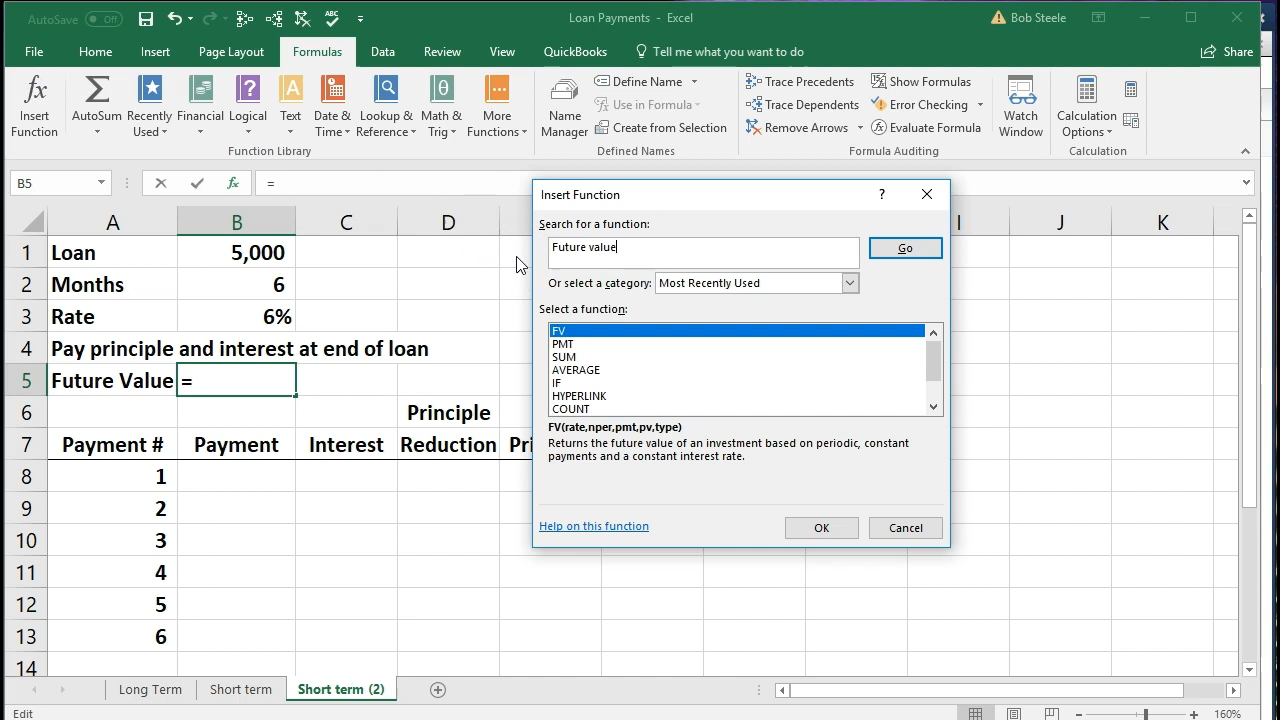 AutoSave Off
Loan Payments - Excel
Bob Steele
File Home Insert Page Layout Formulas Data Review View QuickBooks Tell me what you want to do Share
Insert Function
AutoSum
Recently Used
Financial
Logical
Text
Date & Time
Lookup & Reference
Math & Trig
More Functions
Function Library
Name Manager
Define Name
Use in Formula
Create from Selection
Defined Names
Trace Precedents
Trace Dependents
Remove Arrows
Show Formulas
Error Checking
Evaluate Formula
Formula Auditing
Watch Window
Calculation Options
Calculation
B5 fx =
A B C D I J K
1 Loan 5,000
2 Months 6
3 Rate 6%
4 Pay principle and interest at end of loan
5 Future Value =
6 Principle
7 Payment # Payment Interest Reduction Pri
8 1
9 2
10 3
11 4
12 5
13 6
14
Insert Function ?
Search for a function:
Future value
Go
Or select a category: Most Recently Used
Select a function:
FV
PMT
SUM
AVERAGE
IF
HYPERLINK
COUNT
FV(rate,nper,pmt,pv,type)
Returns the future value of an investment based on periodic, constant
payments and a constant interest rate.
Help on this function
OK Cancel
Long Term Short term Short term (2)
Edit 160%